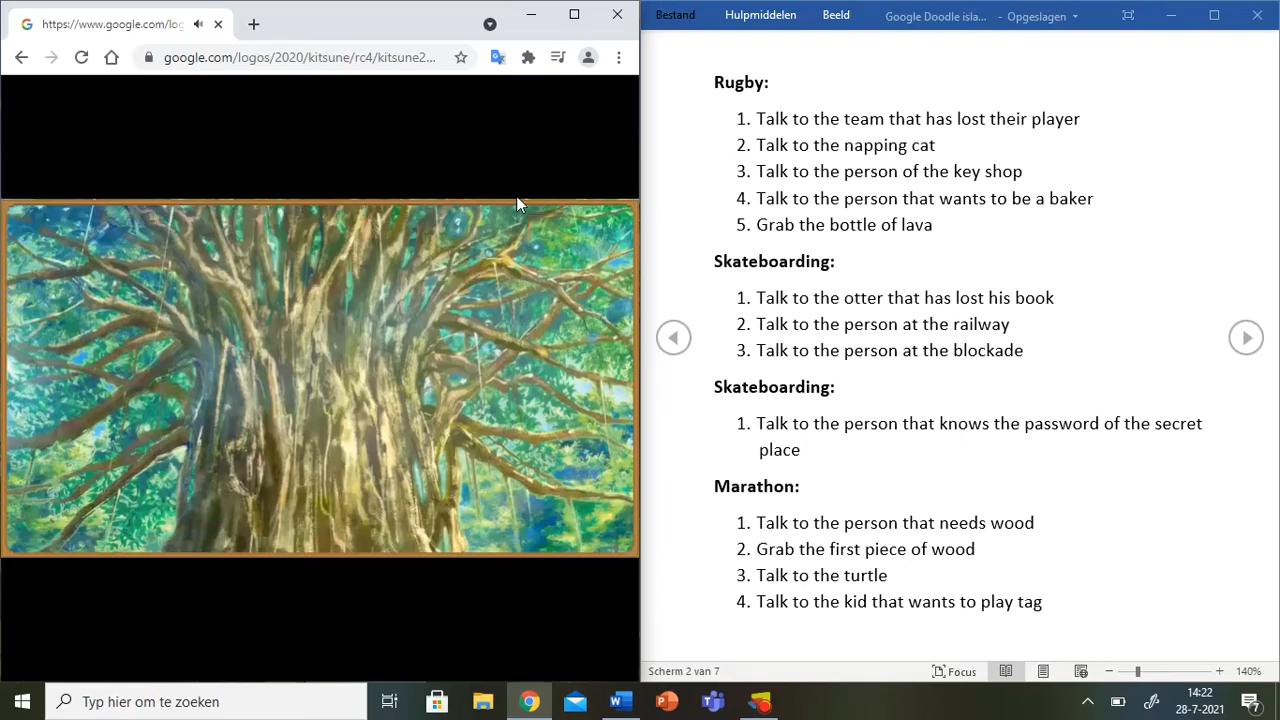 https://www.google.com/log
google.com/logos/2020/kitsune/rc4/kitsune2...
Bestand
Hulpmiddelen
Beeld
Google Doodle isla... - Opgeslagen
Rugby:
1. Talk to the team that has lost their player
2. Talk to the napping cat
3. Talk to the person of the key shop
4. Talk to the person that wants to be a baker
5. Grab the bottle of lava
Skateboarding:
1. Talk to the otter that has lost his book
2. Talk to the person at the railway
3. Talk to the person at the blockade
Skateboarding:
1. Talk to the person that knows the password of the secret
place
Marathon:
1. Talk to the person that needs wood
2. Grab the first piece of wood
3. Talk to the turtle
4. Talk to the kid that wants to play tag
Scherm 2 van 7
Focus
140%
Typ hier om te zoeken
14:22
28-7-2021
7